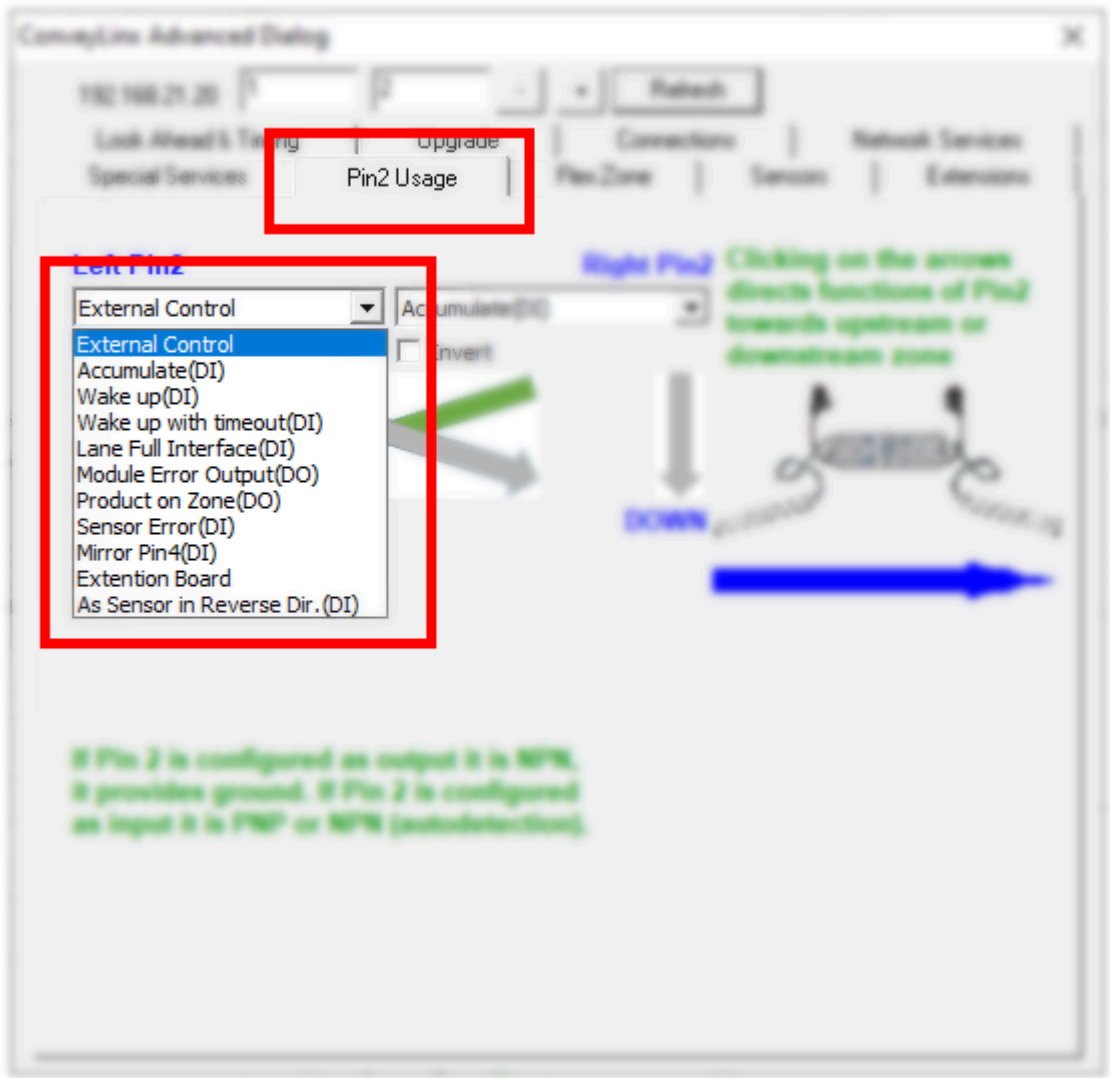 ConveyLinx Advanced Dialog
192.168.21.20 1 2 - + Refresh
Look Ahead & Timing Upgrade Connections Network Services
Special Services Pin2 Usage Flex Zone Sensors Extensions
Left Pin2
Right Pin2
External Control
Accumulate(DI)
Invert
External Control
Accumulate(DI)
Wake up(DI)
Wake up with timeout(DI)
Lane Full Interface(DI)
Module Error Output(DO)
Product on Zone(DO)
Sensor Error(DI)
Mirror Pin4(DI)
Extention Board
As Sensor in Reverse Dir.(DI)
Clicking on the arrows
directs functions of Pin2
towards upstream or
downstream zone
DOWN
If Pin 2 is configured as output it is NPN,
it provides ground. If Pin 2 is configured
as input it is PNP or NPN (autodetection).